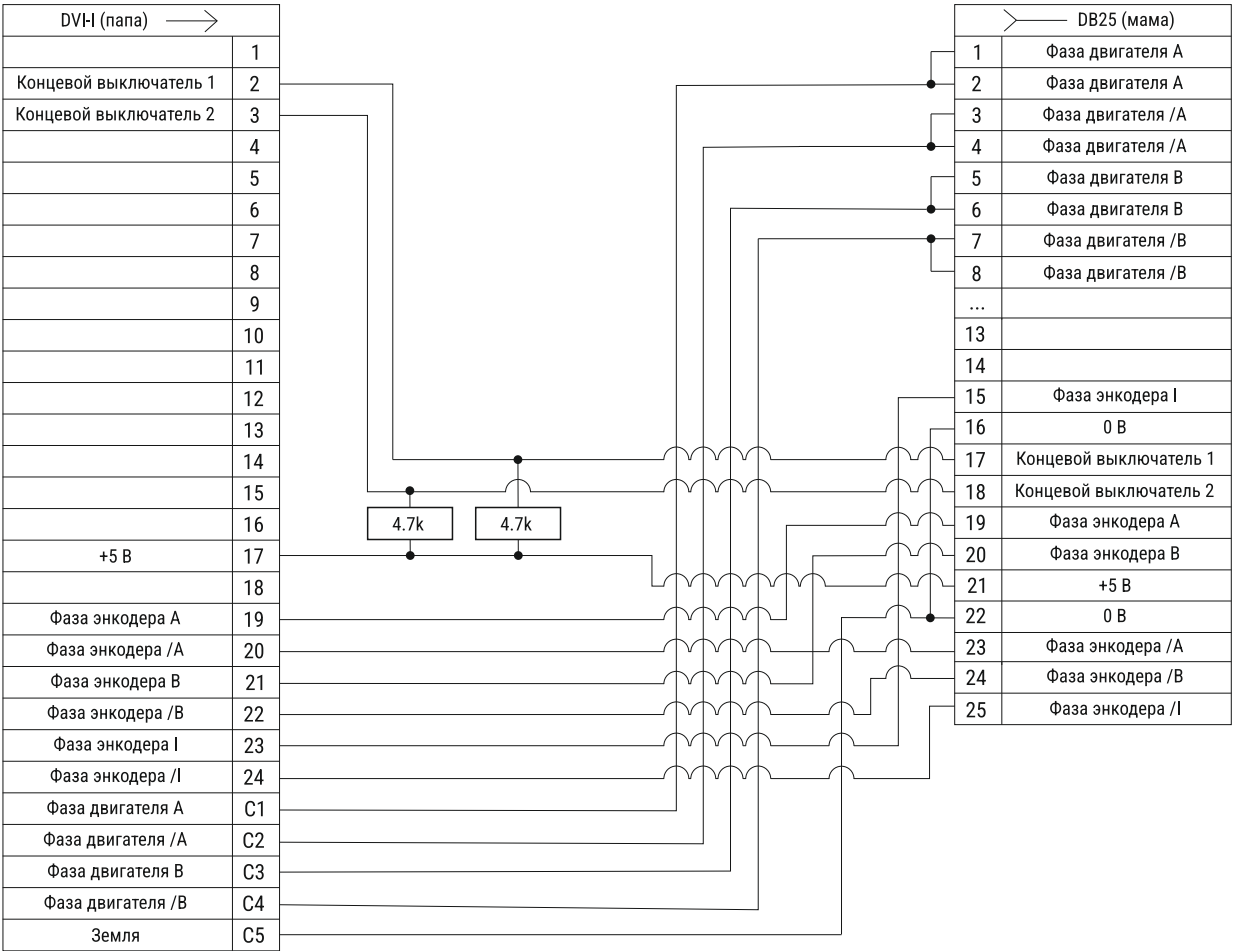 DVI-I (папа)
1
Концевой выключатель 1 2
Концевой выключатель 2 3
4
5
6
7
8
9
10
11
12
13
14
15
16
+5 В 17
18
Фаза энкодера А 19
Фаза энкодера /А 20
Фаза энкодера В 21
Фаза энкодера /В 22
Фаза энкодера I 23
Фаза энкодера /I 24
Фаза двигателя А С1
Фаза двигателя /А С2
Фаза двигателя В С3
Фаза двигателя /В С4
Земля С5
4.7k
4.7k
DB25 (мама)
1 Фаза двигателя А
2 Фаза двигателя А
3 Фаза двигателя /А
4 Фаза двигателя /А
5 Фаза двигателя В
6 Фаза двигателя В
7 Фаза двигателя /В
8 Фаза двигателя /В
...
13
14
15 Фаза энкодера I
16 0 В
17 Концевой выключатель 1
18 Концевой выключатель 2
19 Фаза энкодера А
20 Фаза энкодера В
21 +5 В
22 0 В
23 Фаза энкодера /А
24 Фаза энкодера /В
25 Фаза энкодера /I